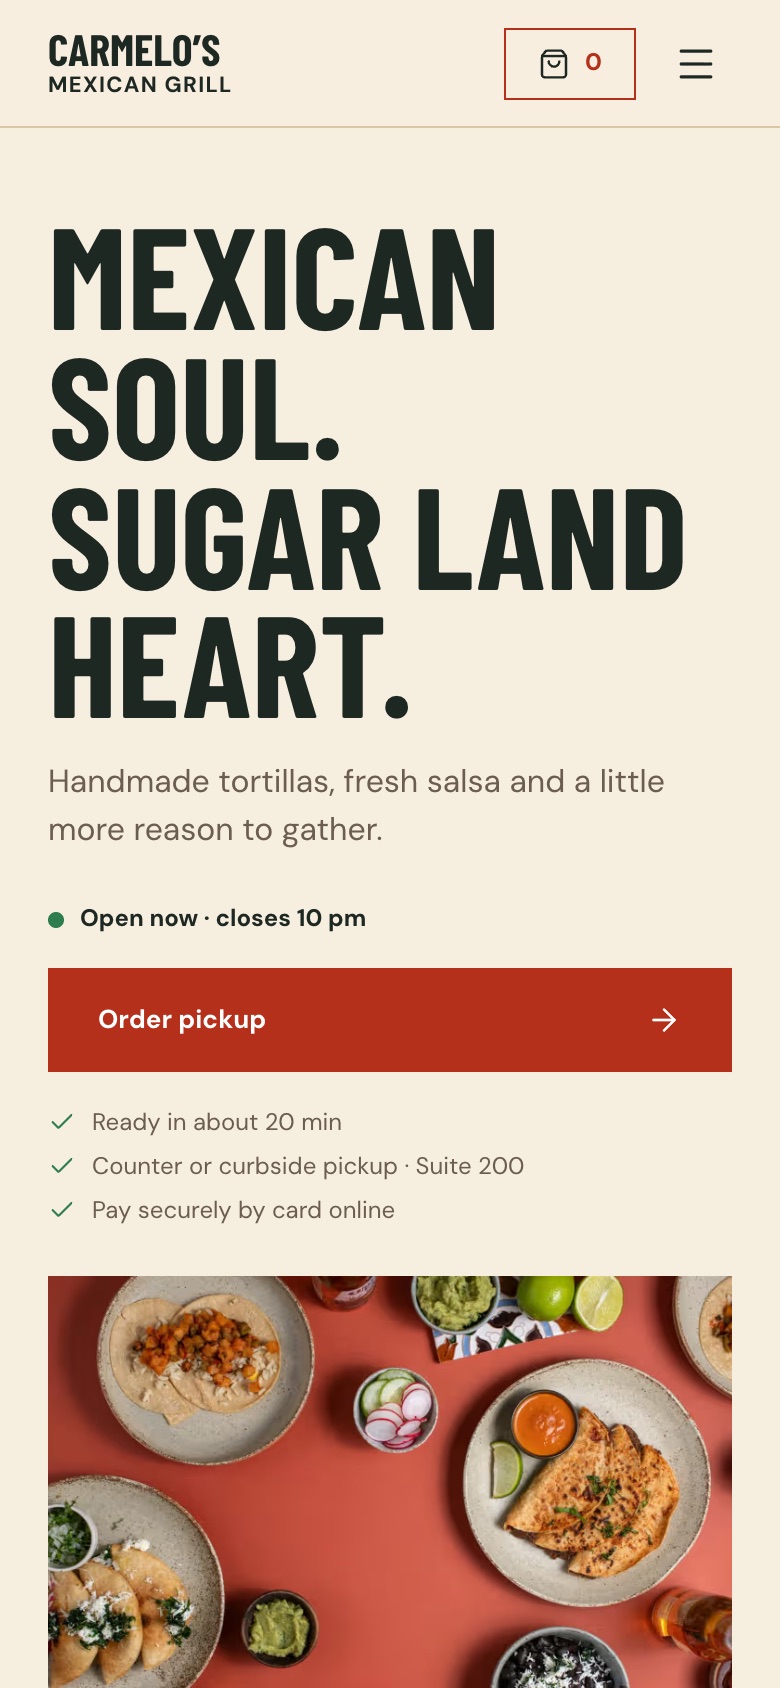 CARMELO’S
MEXICAN GRILL
0
MEXICAN
SOUL.
SUGAR LAND
HEART.
Handmade tortillas, fresh salsa and a little
more reason to gather.
Open now · closes 10 pm
Order pickup
Ready in about 20 min
Counter or curbside pickup · Suite 200
Pay securely by card online